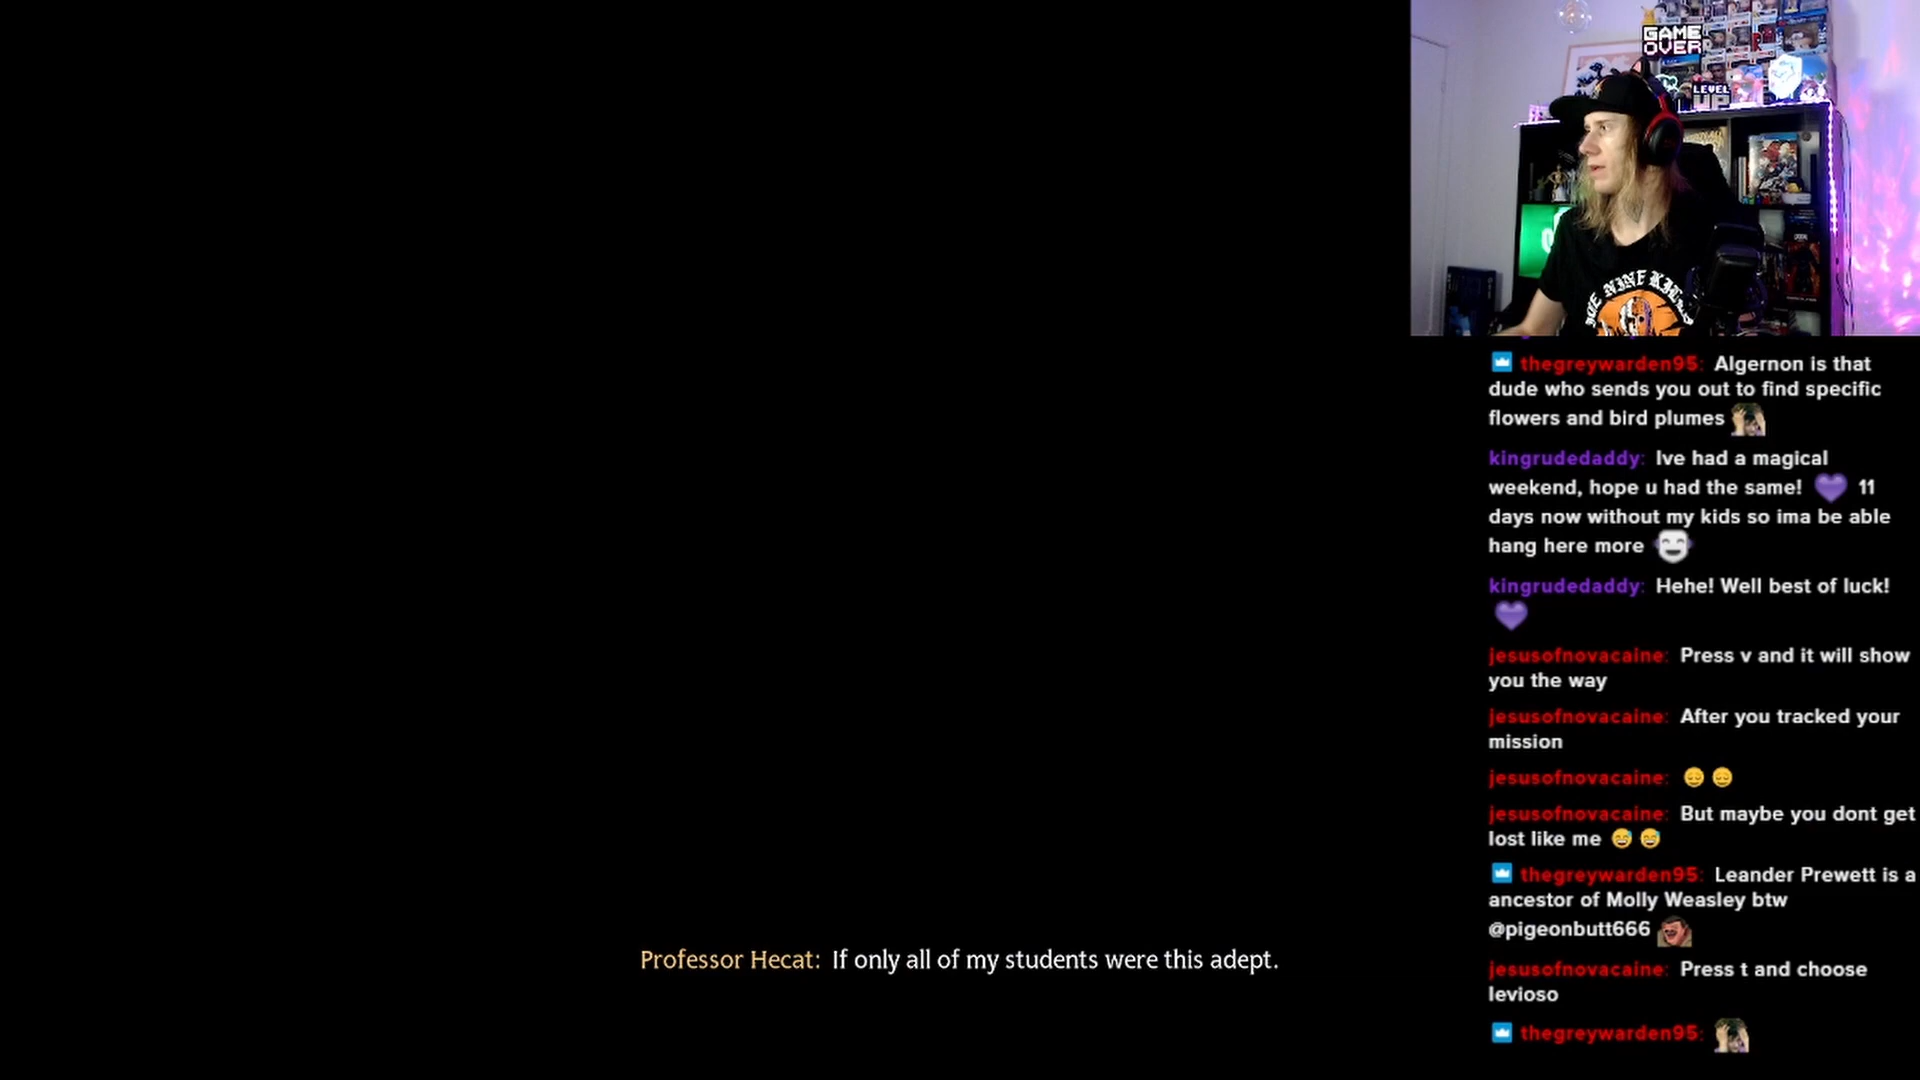 GAME
OVER
LEVEL
UP
ICE NINE KILLS
thegreywarden95: Algernon is that
dude who sends you out to find specific
flowers and bird plumes
kingrudedaddy: Ive had a magical
weekend, hope u had the same! 💜 11
days now without my kids so ima be able
hang here more
kingrudedaddy: Hehe! Well best of luck!
💜
jesusofnovacaine: Press v and it will show
you the way
jesusofnovacaine: After you tracked your
mission
jesusofnovacaine: 😌 😌
jesusofnovacaine: But maybe you dont get
lost like me 😅 😅
thegreywarden95: Leander Prewett is a
ancestor of Molly Weasley btw
@pigeonbutt666
jesusofnovacaine: Press t and choose
levioso
thegreywarden95:
Professor Hecat: If only all of my students were this adept.